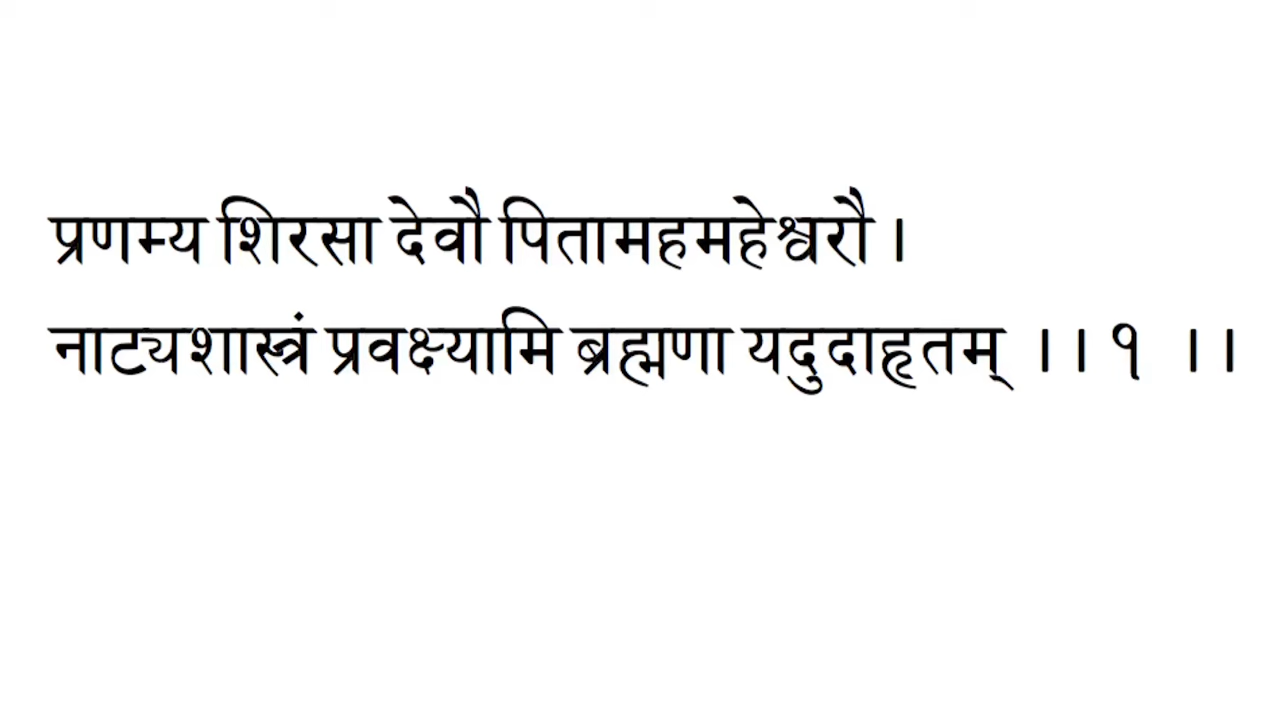 प्रणम्य शिरसा देवौ पितामहमहेश्वरौ ।
नाट्यशास्त्रं प्रवक्ष्यामि ब्रह्मणा यदुदाहृतम् ।। १ ।।